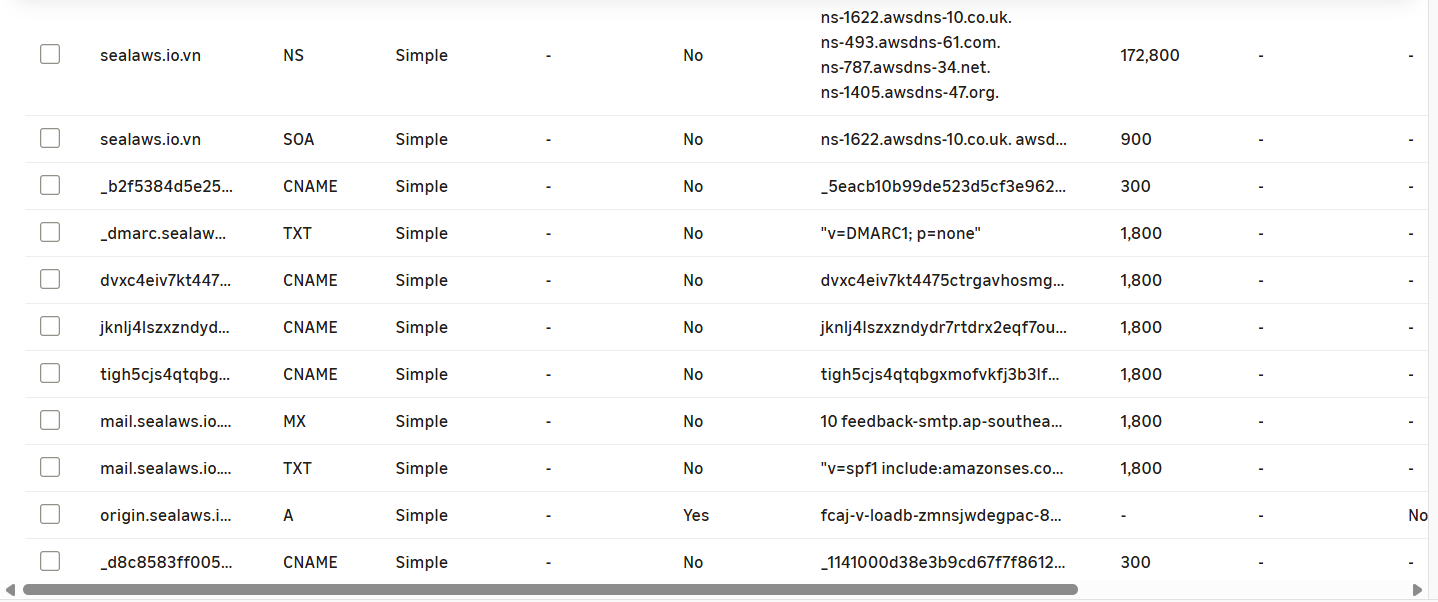 ns-1622.awsdns-10.co.uk.
sealaws.io.vn NS Simple - No ns-493.awsdns-61.com. 172,800 - -
ns-787.awsdns-34.net.
ns-1405.awsdns-47.org.
sealaws.io.vn SOA Simple - No ns-1622.awsdns-10.co.uk. awsd... 900 - -
_b2f5384d5e25... CNAME Simple - No _5eacb10b99de523d5cf3e962... 300 - -
_dmarc.sealaw... TXT Simple - No "v=DMARC1; p=none" 1,800 - -
dvxc4eiv7kt447... CNAME Simple - No dvxc4eiv7kt4475ctrgavhosmg... 1,800 - -
jknlj4lszxzndyd... CNAME Simple - No jknlj4lszxzndydr7rtdrx2eqf7ou... 1,800 - -
tigh5cjs4qtqbg... CNAME Simple - No tigh5cjs4qtqbgxmofvkfj3b3lf... 1,800 - -
mail.sealaws.io.... MX Simple - No 10 feedback-smtp.ap-southea... 1,800 - -
mail.sealaws.io.... TXT Simple - No "v=spf1 include:amazonses.co... 1,800 - -
origin.sealaws.i... A Simple - Yes fcaj-v-loadb-zmnsjwdegpac-8... - - No
_d8c8583ff005... CNAME Simple - No _1141000d38e3b9cd67f7f8612... 300 - -